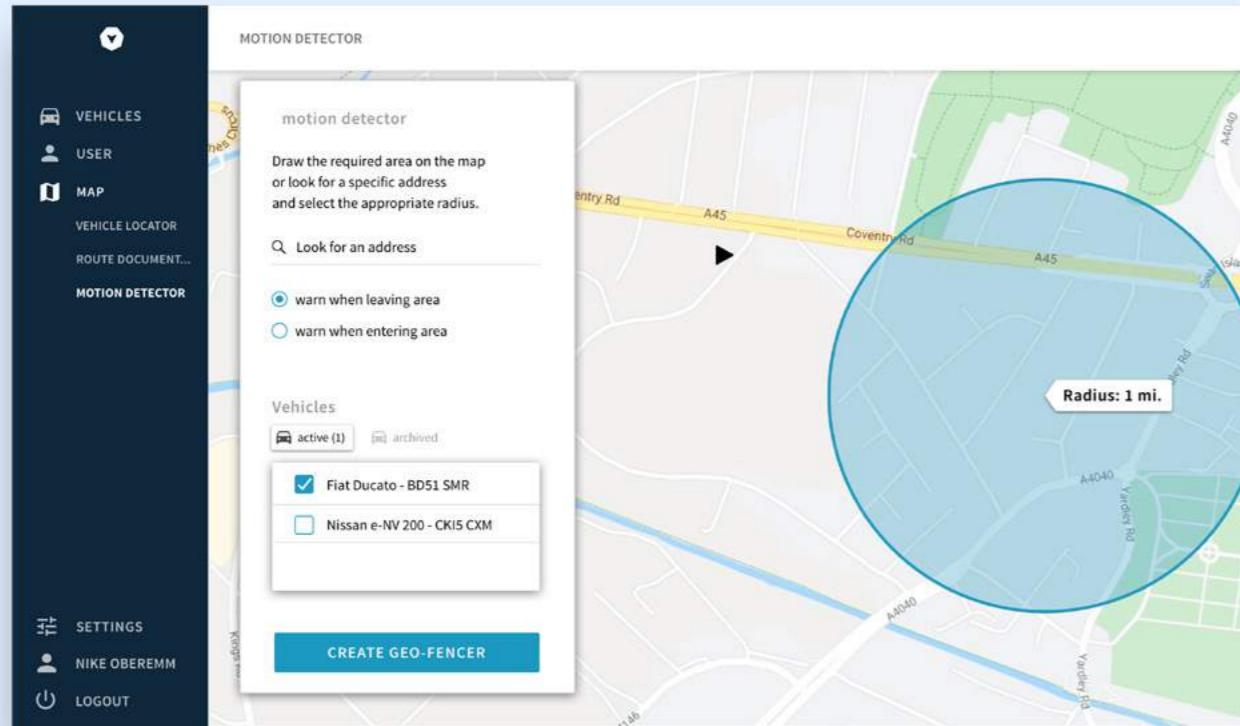 MOTION DETECTOR
VEHICLES
USER
MAP
VEHICLE LOCATOR
ROUTE DOCUMENT...
MOTION DETECTOR
SETTINGS
NIKE OBEREMM
LOGOUT
motion detector
Draw the required area on the map
or look for a specific address
and select the appropriate radius.
Look for an address
warn when leaving area
warn when entering area
Vehicles
active (1)
archived
Fiat Ducato - BD51 SMR
Nissan e-NV 200 - CKI5 CXM
CREATE GEO-FENCER
entry Rd
A45
Coventry Rd
A45
A4040
Radius: 1 mi.
A4040
Yardley Rd
A4040
Yardley Rd